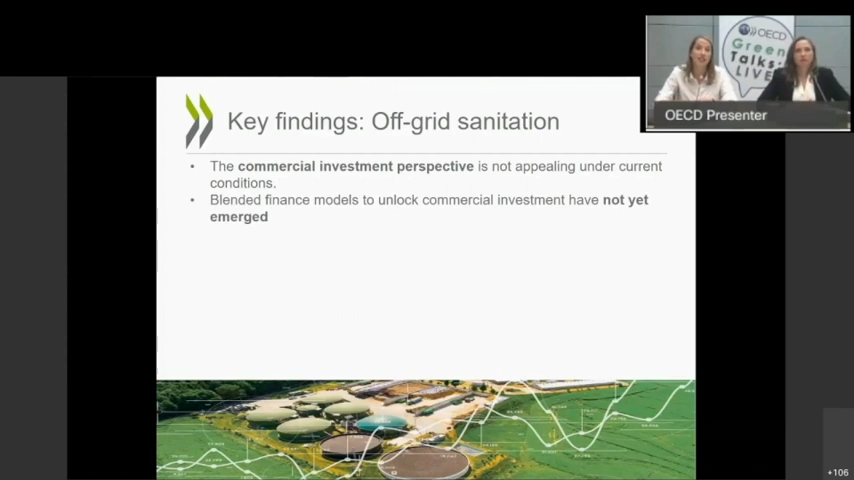 OECD
Green
Talks
LIVE
OECD Presenter
Key findings: Off-grid sanitation
• The commercial investment perspective is not appealing under current
conditions.
• Blended finance models to unlock commercial investment have not yet
emerged
+106